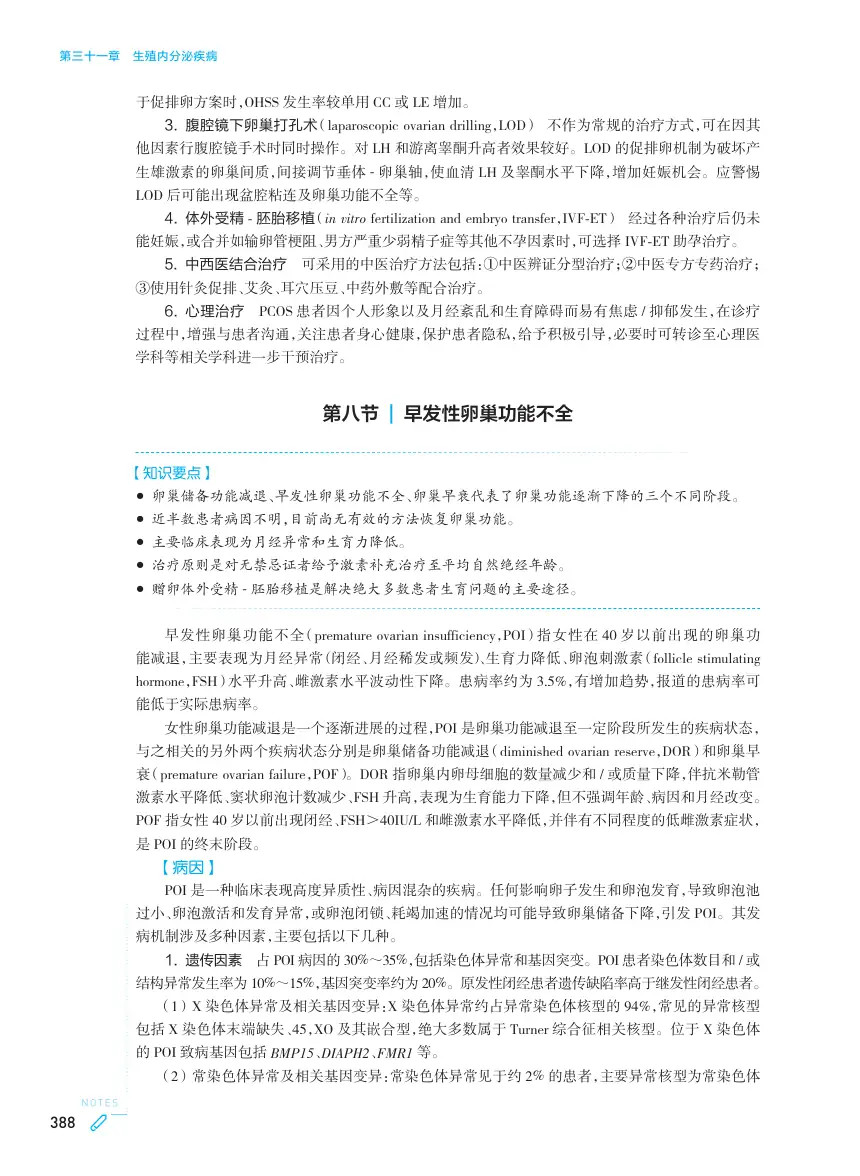 第三十一章 生殖内分泌疾病
于促排卵方案时,OHSS 发生率较单用 CC 或 LE 增加。
3. 腹腔镜下卵巢打孔术(laparoscopic ovarian drilling,LOD) 不作为常规的治疗方式,可在因其
他因素行腹腔镜手术时同时操作。对 LH 和游离睾酮升高者效果较好。LOD 的促排卵机制为破坏产
生雄激素的卵巢间质,间接调节垂体 - 卵巢轴,使血清 LH 及睾酮水平下降,增加妊娠机会。应警惕
LOD 后可能出现盆腔粘连及卵巢功能不全等。
4. 体外受精 - 胚胎移植(in vitro fertilization and embryo transfer,IVF-ET) 经过各种治疗后仍未
能妊娠,或合并如输卵管梗阻、男方严重少弱精子症等其他不孕因素时,可选择 IVF-ET 助孕治疗。
5. 中西医结合治疗 可采用的中医治疗方法包括:①中医辨证分型治疗;②中医专方专药治疗;
③使用针灸促排、艾灸、耳穴压豆、中药外敷等配合治疗。
6. 心理治疗 PCOS 患者因个人形象以及月经紊乱和生育障碍而易有焦虑 / 抑郁发生,在诊疗
过程中,增强与患者沟通,关注患者身心健康,保护患者隐私,给予积极引导,必要时可转诊至心理医
学科等相关学科进一步干预治疗。
第八节 | 早发性卵巢功能不全
【知识要点】
● 卵巢储备功能减退、早发性卵巢功能不全、卵巢早衰代表了卵巢功能逐渐下降的三个不同阶段。
● 近半数患者病因不明,目前尚无有效的方法恢复卵巢功能。
● 主要临床表现为月经异常和生育力降低。
● 治疗原则是对无禁忌证者给予激素补充治疗至平均自然绝经年龄。
● 赠卵体外受精 - 胚胎移植是解决绝大多数患者生育问题的主要途径。
早发性卵巢功能不全(premature ovarian insufficiency,POI)指女性在 40 岁以前出现的卵巢功
能减退,主要表现为月经异常(闭经、月经稀发或频发)、生育力降低、卵泡刺激素(follicle stimulating
hormone,FSH)水平升高、雌激素水平波动性下降。患病率约为 3.5%,有增加趋势,报道的患病率可
能低于实际患病率。
女性卵巢功能减退是一个逐渐进展的过程,POI 是卵巢功能减退至一定阶段所发生的疾病状态,
与之相关的另外两个疾病状态分别是卵巢储备功能减退(diminished ovarian reserve,DOR)和卵巢早
衰(premature ovarian failure,POF)。DOR 指卵巢内卵母细胞的数量减少和 / 或质量下降,伴抗米勒管
激素水平降低、窦状卵泡计数减少、FSH 升高,表现为生育能力下降,但不强调年龄、病因和月经改变。
POF 指女性 40 岁以前出现闭经、FSH>40IU/L 和雌激素水平降低,并伴有不同程度的低雌激素症状,
是 POI 的终末阶段。
【病因】
POI 是一种临床表现高度异质性、病因混杂的疾病。任何影响卵子发生和卵泡发育,导致卵泡池
过小、卵泡激活和发育异常,或卵泡闭锁、耗竭加速的情况均可能导致卵巢储备下降,引发 POI。其发
病机制涉及多种因素,主要包括以下几种。
1. 遗传因素 占 POI 病因的 30%~35%,包括染色体异常和基因突变。POI 患者染色体数目和 / 或
结构异常发生率为 10%~15%,基因突变率约为 20%。原发性闭经患者遗传缺陷率高于继发性闭经患者。
(1)X 染色体异常及相关基因变异:X 染色体异常约占异常染色体核型的 94%,常见的异常核型
包括 X 染色体末端缺失、45,XO 及其嵌合型,绝大多数属于 Turner 综合征相关核型。位于 X 染色体
的 POI 致病基因包括 BMP15、DIAPH2、FMR1 等。
(2)常染色体异常及相关基因变异:常染色体异常见于约 2% 的患者,主要异常核型为常染色体
NOTES
388